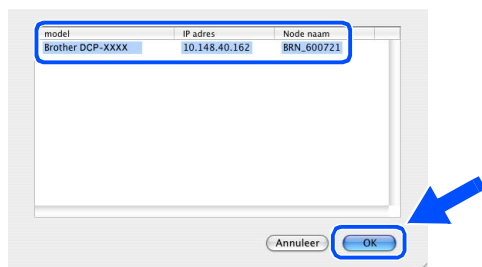 model IP adres Node naam
Brother DCP-XXXX 10.148.40.162 BRN_600721
Annuleer OK